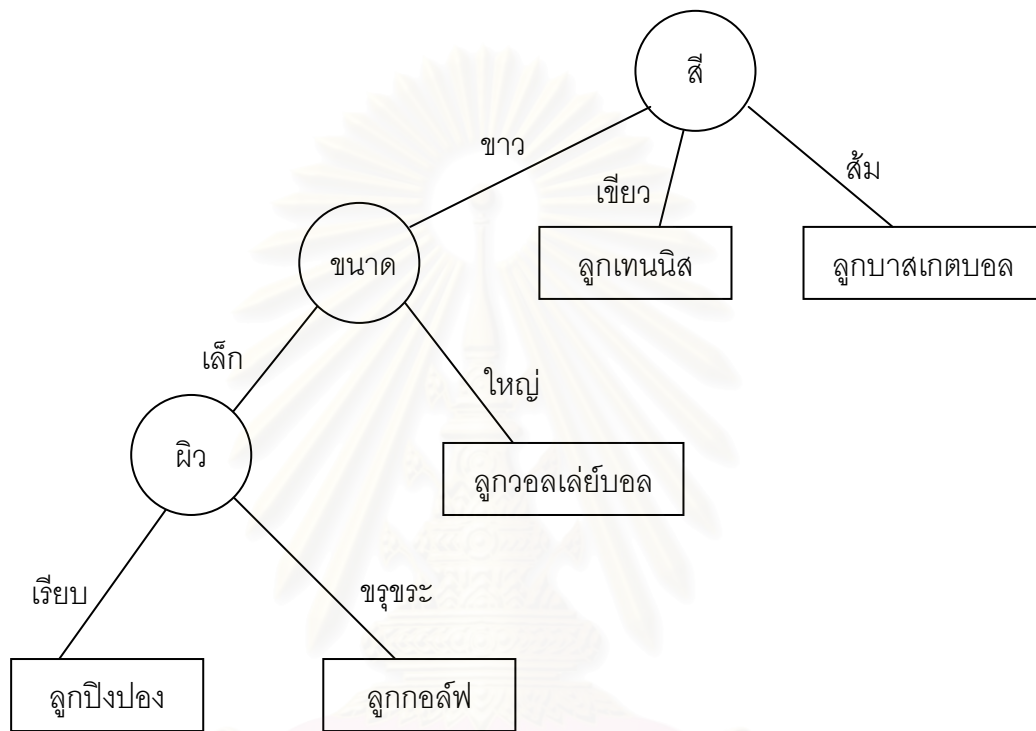 สี
ขาว
เขียว
ส้ม
ขนาด
ลูกเทนนิส
ลูกบาสเกตบอล
เล็ก
ใหญ่
ผิว
ลูกวอลเล่ย์บอล
เรียบ
ขรุขระ
ลูกปิงปอง
ลูกกอล์ฟ